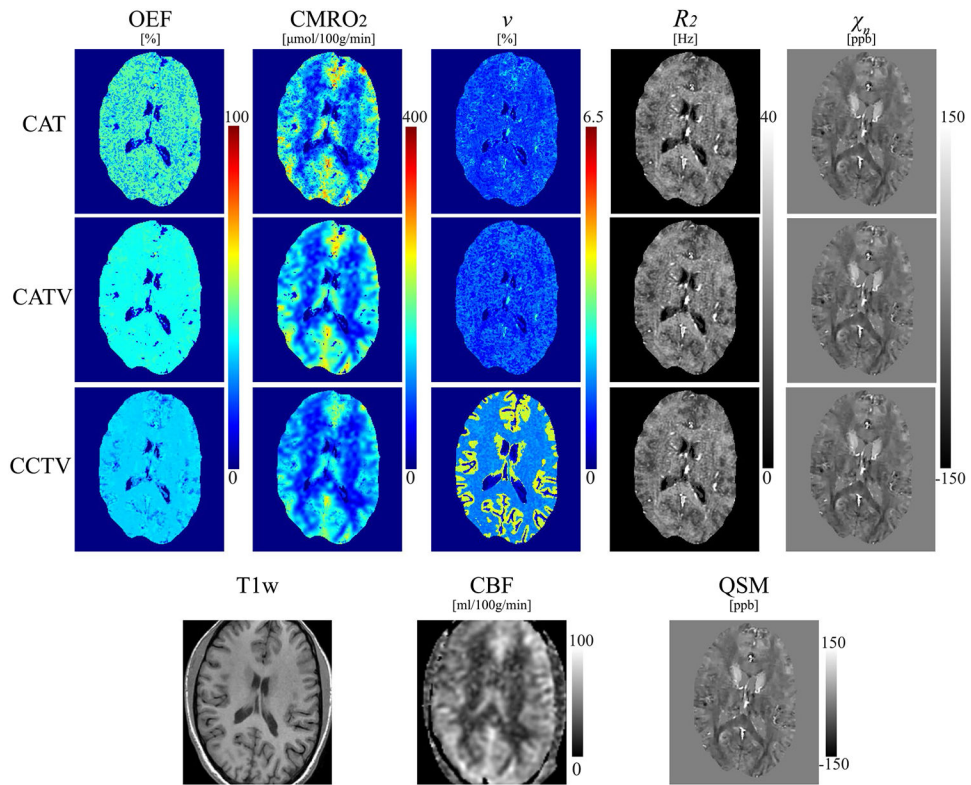 OEF CMRO₂ v R₂ χₙ
[%] [μmol/100g/min] [%] [Hz] [ppb]
CAT
100 400 6.5 40 150
CATV
CCTV
0 0 0 0 -150
T1w CBF QSM
[ml/100g/min] [ppb]
100 150
0 -150